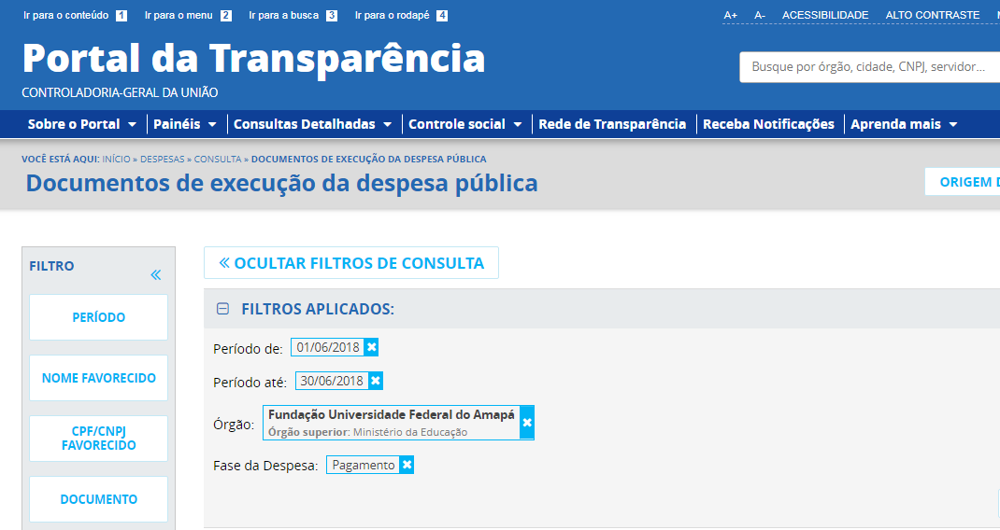 Ir para o conteúdo 1 Ir para o menu 2 Ir para a busca 3 Ir para o rodapé 4 A+ A- ACESSIBILIDADE ALTO CONTRASTE
Portal da Transparência
Busque por órgão, cidade, CNPJ, servidor...
CONTROLADORIA-GERAL DA UNIÃO
Sobre o Portal Painéis Consultas Detalhadas Controle social Rede de Transparência Receba Notificações Aprenda mais
VOCÊ ESTÁ AQUI: INÍCIO » DESPESAS » CONSULTA » DOCUMENTOS DE EXECUÇÃO DA DESPESA PÚBLICA
Documentos de execução da despesa pública
ORIGEM D
FILTRO
PERÍODO
NOME FAVORECIDO
CPF/CNPJ
FAVORECIDO
DOCUMENTO
« OCULTAR FILTROS DE CONSULTA
FILTROS APLICADOS:
Período de: 01/06/2018
Período até: 30/06/2018
Órgão: Fundação Universidade Federal do Amapá
Órgão superior: Ministério da Educação
Fase da Despesa: Pagamento